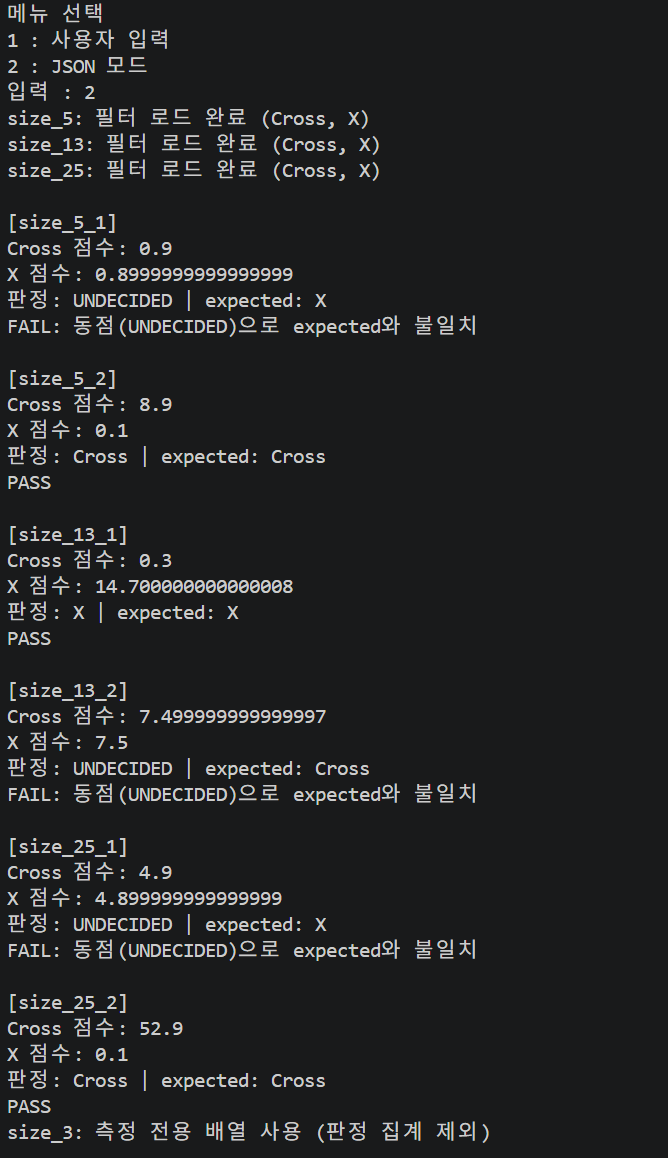 메뉴 선택
1 : 사용자 입력
2 : JSON 모드
입력 : 2
size_5: 필터 로드 완료 (Cross, X)
size_13: 필터 로드 완료 (Cross, X)
size_25: 필터 로드 완료 (Cross, X)
[size_5_1]
Cross 점수: 0.9
X 점수: 0.8999999999999999
판정: UNDECIDED | expected: X
FAIL: 동점(UNDECIDED)으로 expected와 불일치
[size_5_2]
Cross 점수: 8.9
X 점수: 0.1
판정: Cross | expected: Cross
PASS
[size_13_1]
Cross 점수: 0.3
X 점수: 14.700000000000008
판정: X | expected: X
PASS
[size_13_2]
Cross 점수: 7.499999999999997
X 점수: 7.5
판정: UNDECIDED | expected: Cross
FAIL: 동점(UNDECIDED)으로 expected와 불일치
[size_25_1]
Cross 점수: 4.9
X 점수: 4.899999999999999
판정: UNDECIDED | expected: X
FAIL: 동점(UNDECIDED)으로 expected와 불일치
[size_25_2]
Cross 점수: 52.9
X 점수: 0.1
판정: Cross | expected: Cross
PASS
size_3: 측정 전용 배열 사용 (판정 집계 제외)